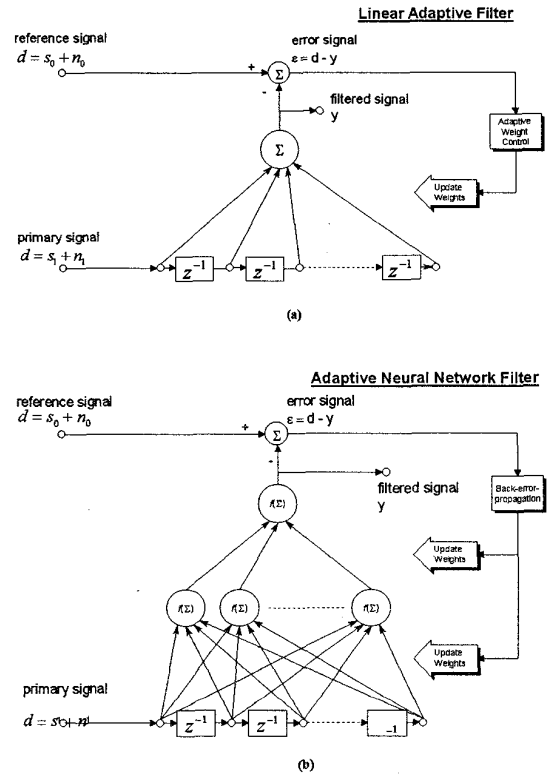 Linear Adaptive Filter
reference signal
d = s₀ + n₀
+
Σ
error signal
ε = d - y
-
filtered signal
y
Adaptive
Weight
Control
Σ
Update
Weights
primary signal
d = s₁ + n₁
z⁻¹
z⁻¹
z⁻¹
(a)
Adaptive Neural Network Filter
reference signal
d = s₀ + n₀
+
Σ
error signal
ε = d - y
-
filtered signal
y
Back-error-
propagation
f(Σ)
Update
Weights
f(Σ)
f(Σ)
f(Σ)
Update
Weights
primary signal
d = s + n
z⁻¹
z⁻¹
-1
(b)